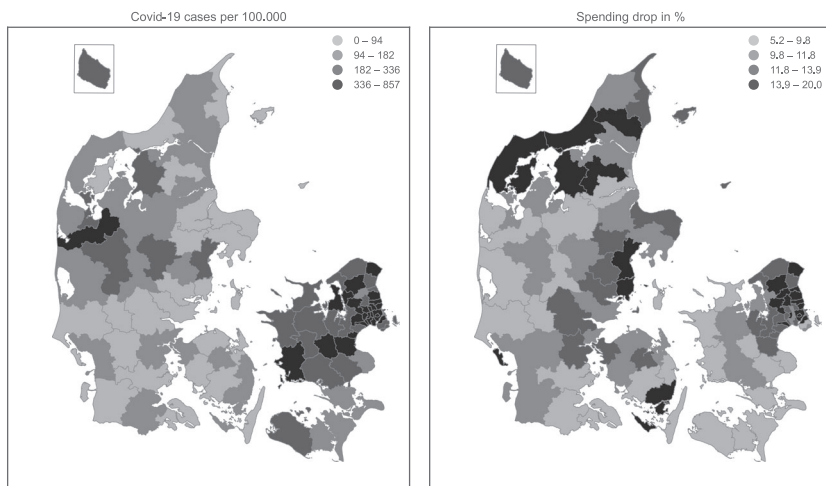 Covid-19 cases per 100.000
0 – 94
94 – 182
182 – 336
336 – 857
Spending drop in %
5.2 – 9.8
9.8 – 11.8
11.8 – 13.9
13.9 – 20.0